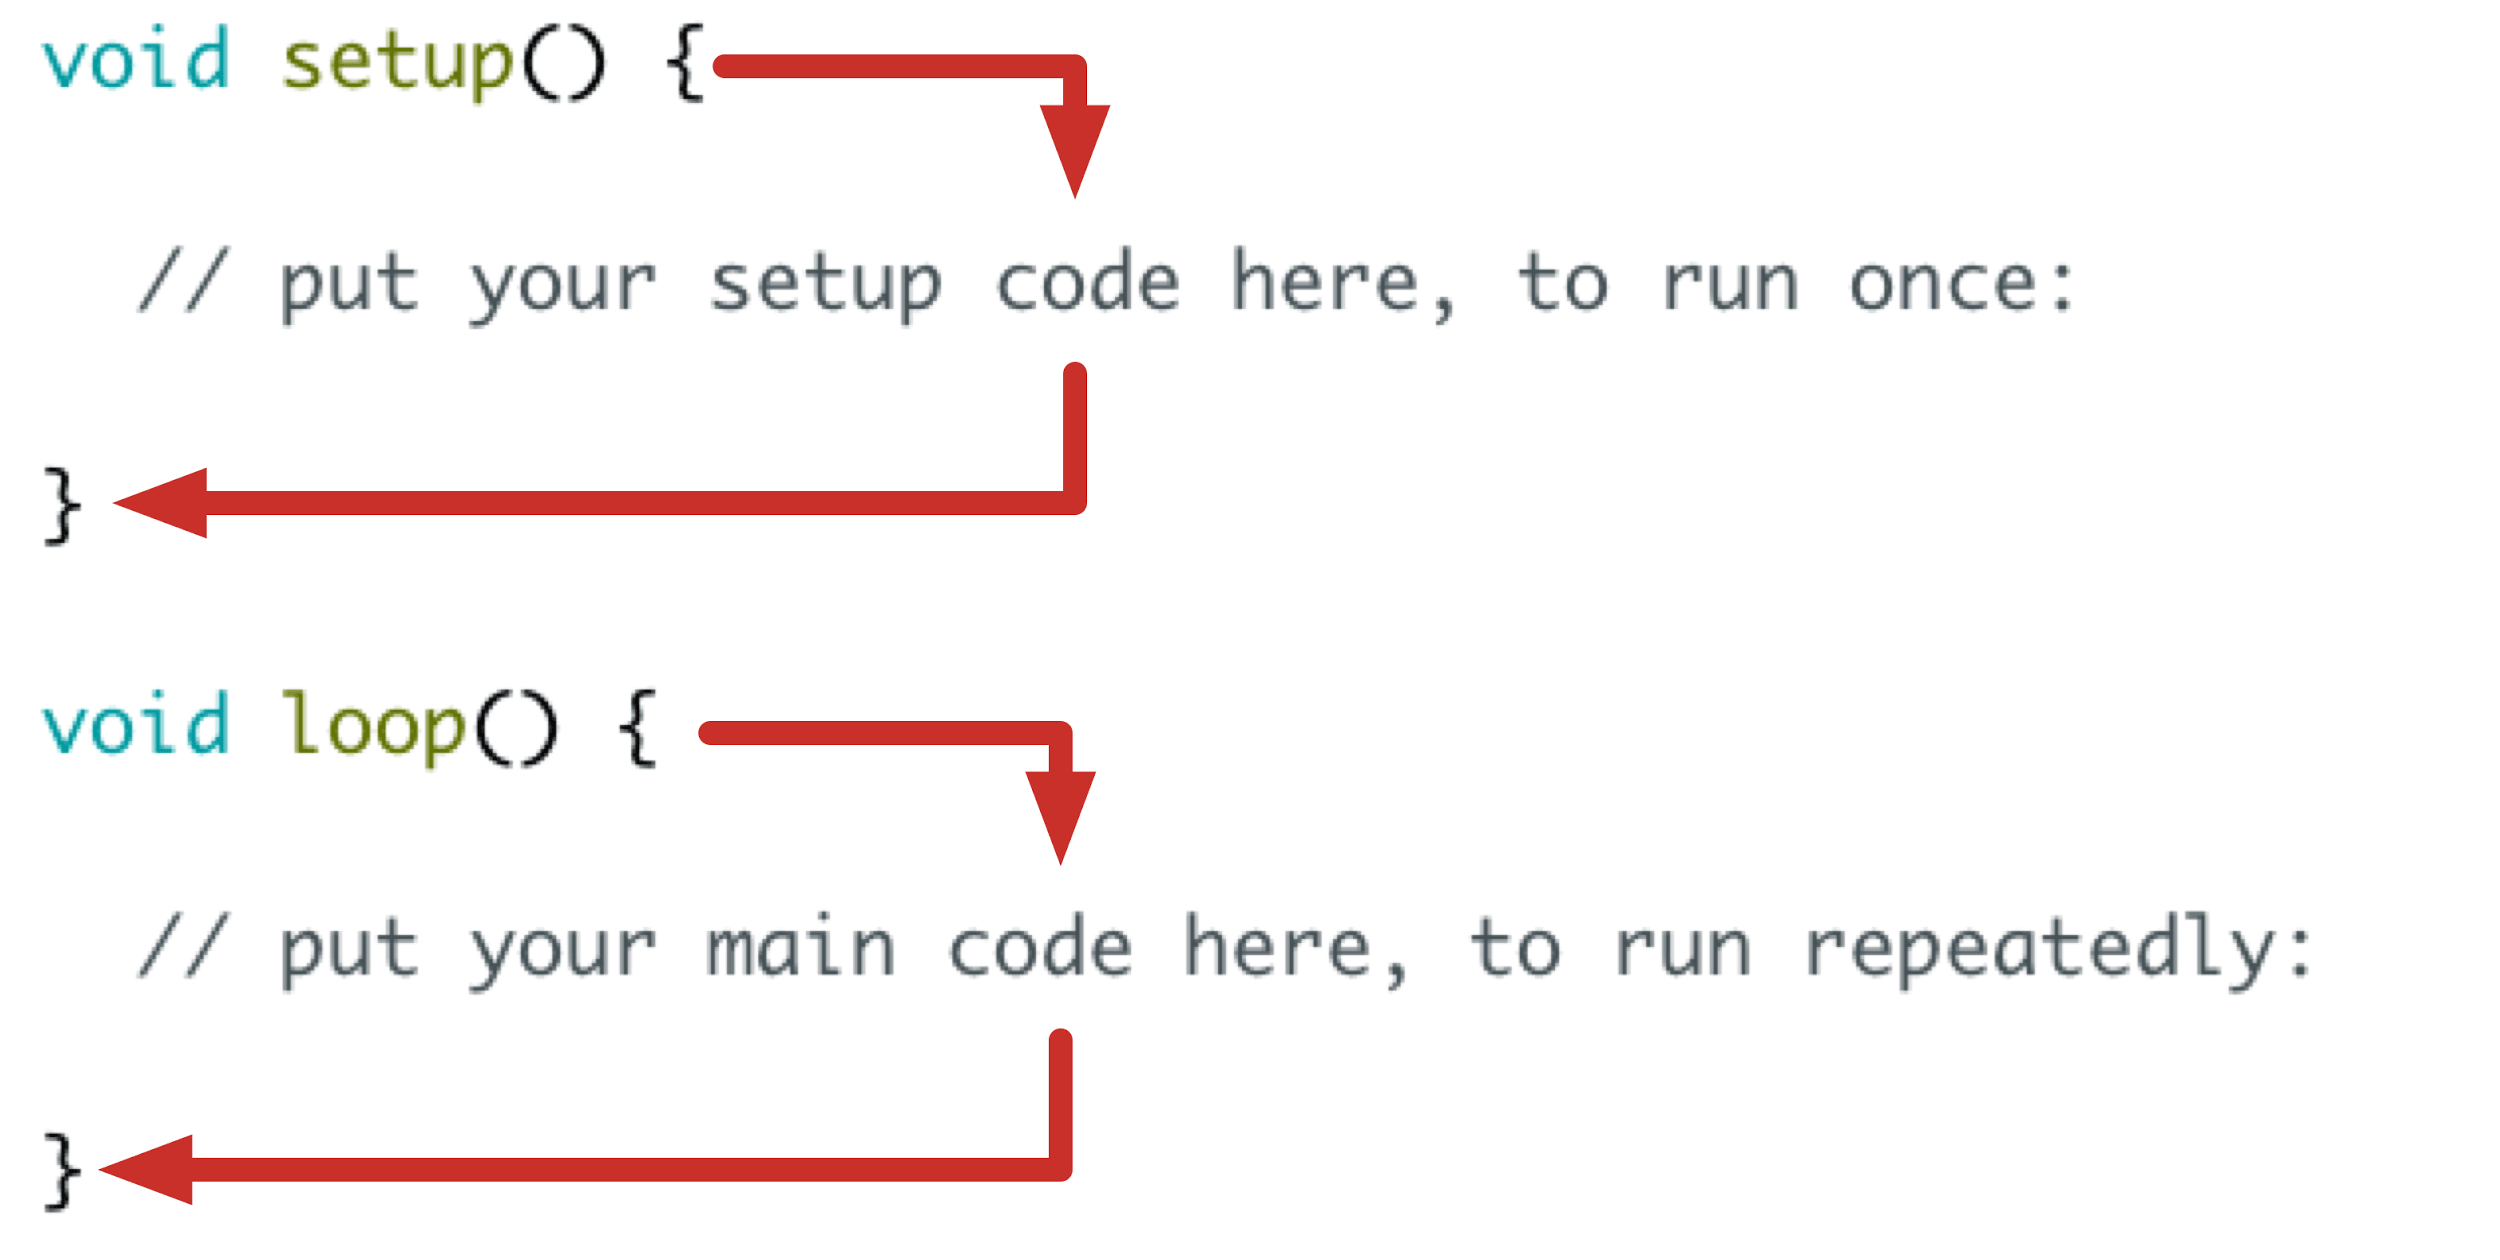 void setup() {
// put your setup code here, to run once:
}
void loop() {
// put your main code here, to run repeatedly:
}